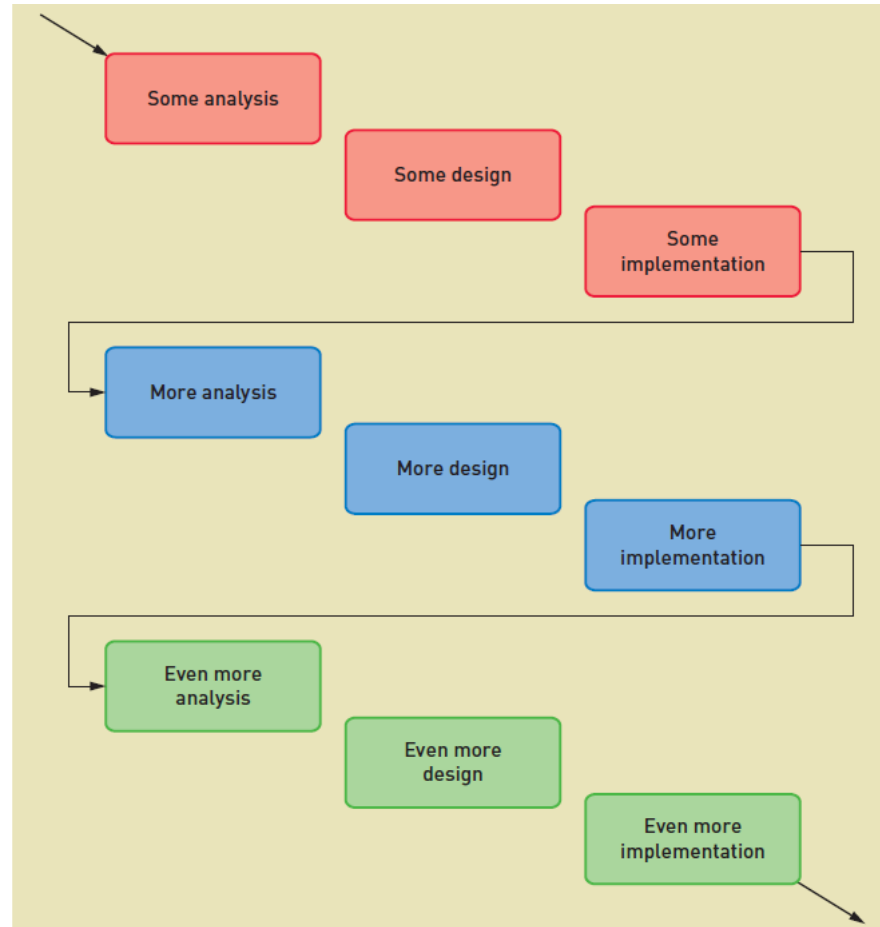 Some analysis
Some design
Some
implementation
More analysis
More design
More
implementation
Even more
analysis
Even more
design
Even more
implementation